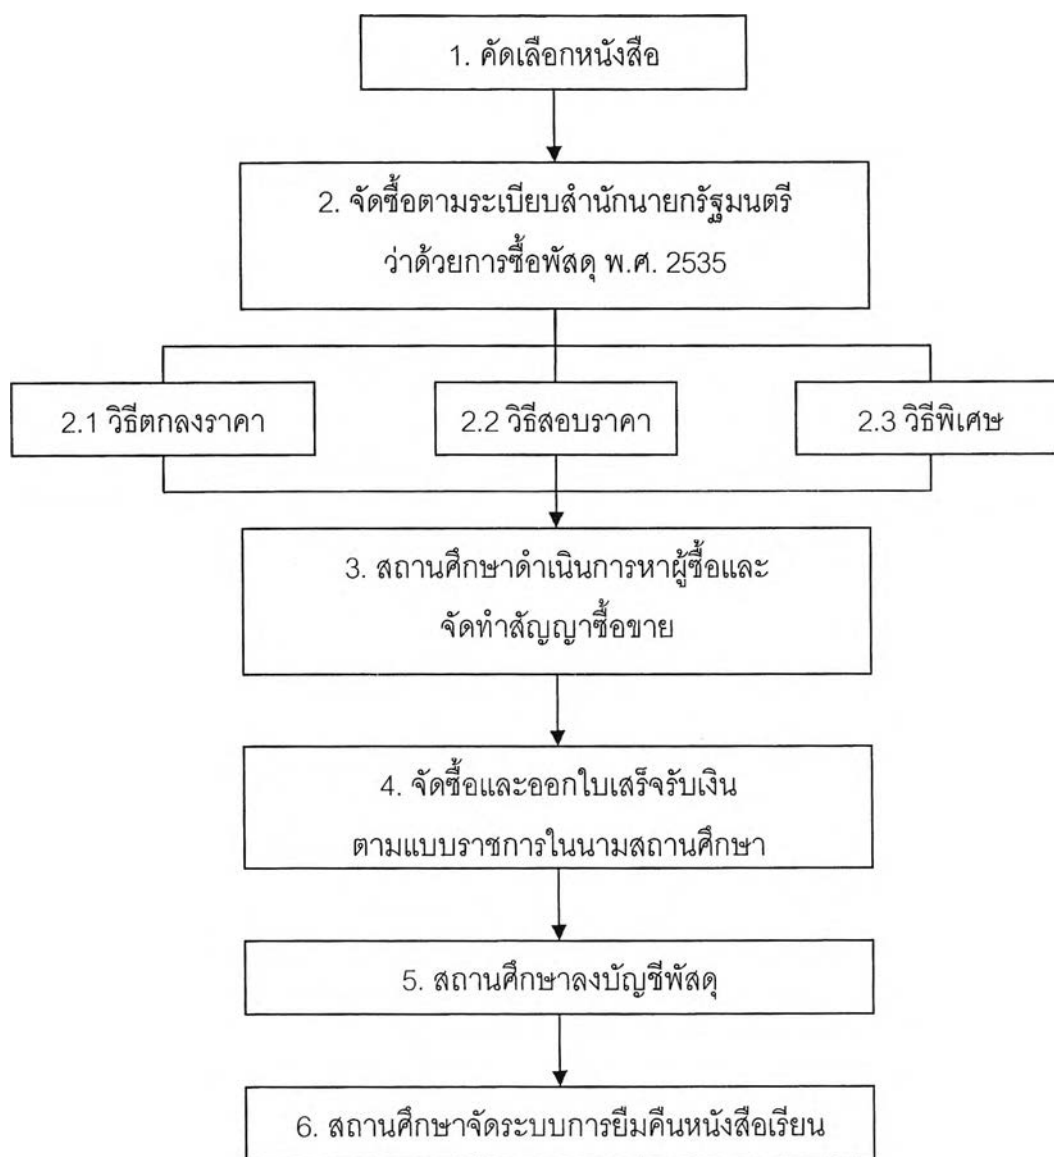 1. คัดเลือกหนังสือ
2. จัดซื้อตามระเบียบสำนักนายกรัฐมนตรี
ว่าด้วยการซื้อพัสดุ พ.ศ. 2535
2.1 วิธีตกลงราคา
2.2 วิธีสอบราคา
2.3 วิธีพิเศษ
3. สถานศึกษาดำเนินการหาผู้ซื้อและ
จัดทำสัญญาซื้อขาย
4. จัดซื้อและออกใบเสร็จรับเงิน
ตามแบบราชการในนามสถานศึกษา
5. สถานศึกษาลงบัญชีพัสดุ
6. สถานศึกษาจัดระบบการยืมคืนหนังสือเรียน